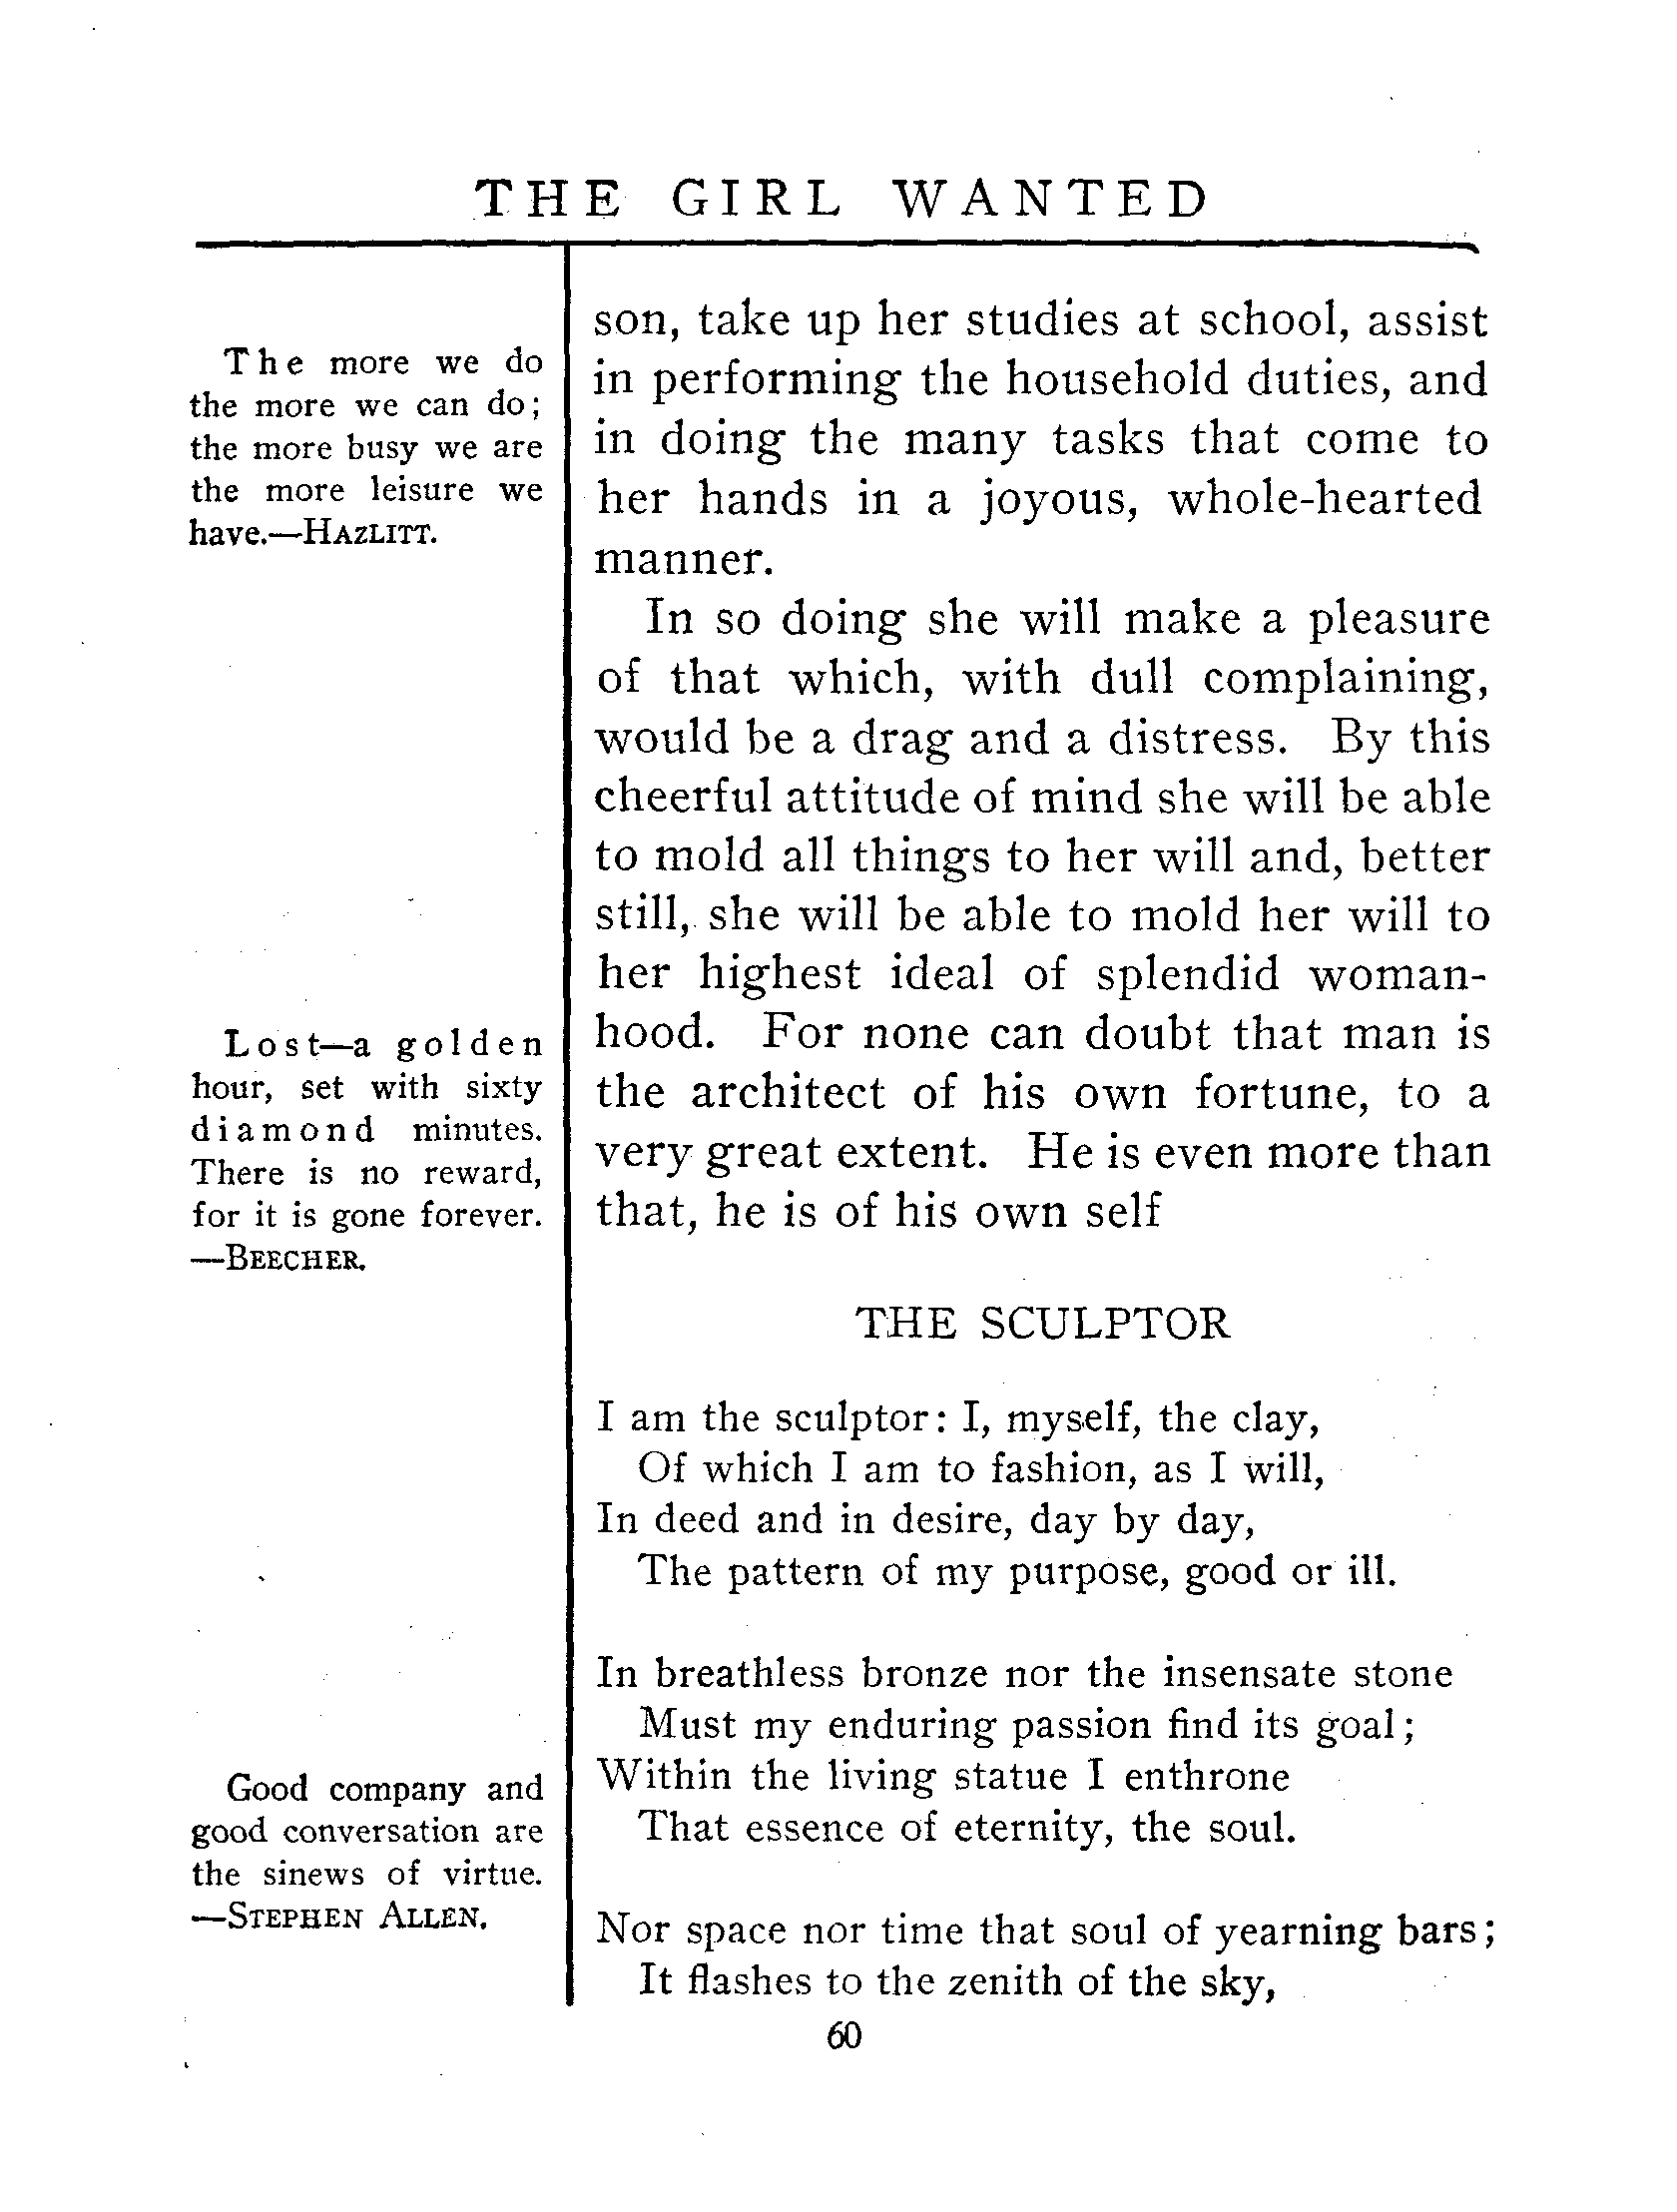 THE GIRL WANTED
The more we do
the more we can do;
the more busy we are
the more leisure we
have.—HAZLITT.
Lost—a golden
hour, set with sixty
diamond minutes.
There is no reward,
for it is gone forever.
—BEECHER.
Good company and
good conversation are
the sinews of virtue.
—STEPHEN ALLEN.
son, take up her studies at school, assist
in performing the household duties, and
in doing the many tasks that come to
her hands in a joyous, whole-hearted
manner.
In so doing she will make a pleasure
of that which, with dull complaining,
would be a drag and a distress. By this
cheerful attitude of mind she will be able
to mold all things to her will and, better
still, she will be able to mold her will to
her highest ideal of splendid woman-
hood. For none can doubt that man is
the architect of his own fortune, to a
very great extent. He is even more than
that, he is of his own self
THE SCULPTOR
I am the sculptor: I, myself, the clay,
Of which I am to fashion, as I will,
In deed and in desire, day by day,
The pattern of my purpose, good or ill.
In breathless bronze nor the insensate stone
Must my enduring passion find its goal;
Within the living statue I enthrone
That essence of eternity, the soul.
Nor space nor time that soul of yearning bars;
It flashes to the zenith of the sky,
60